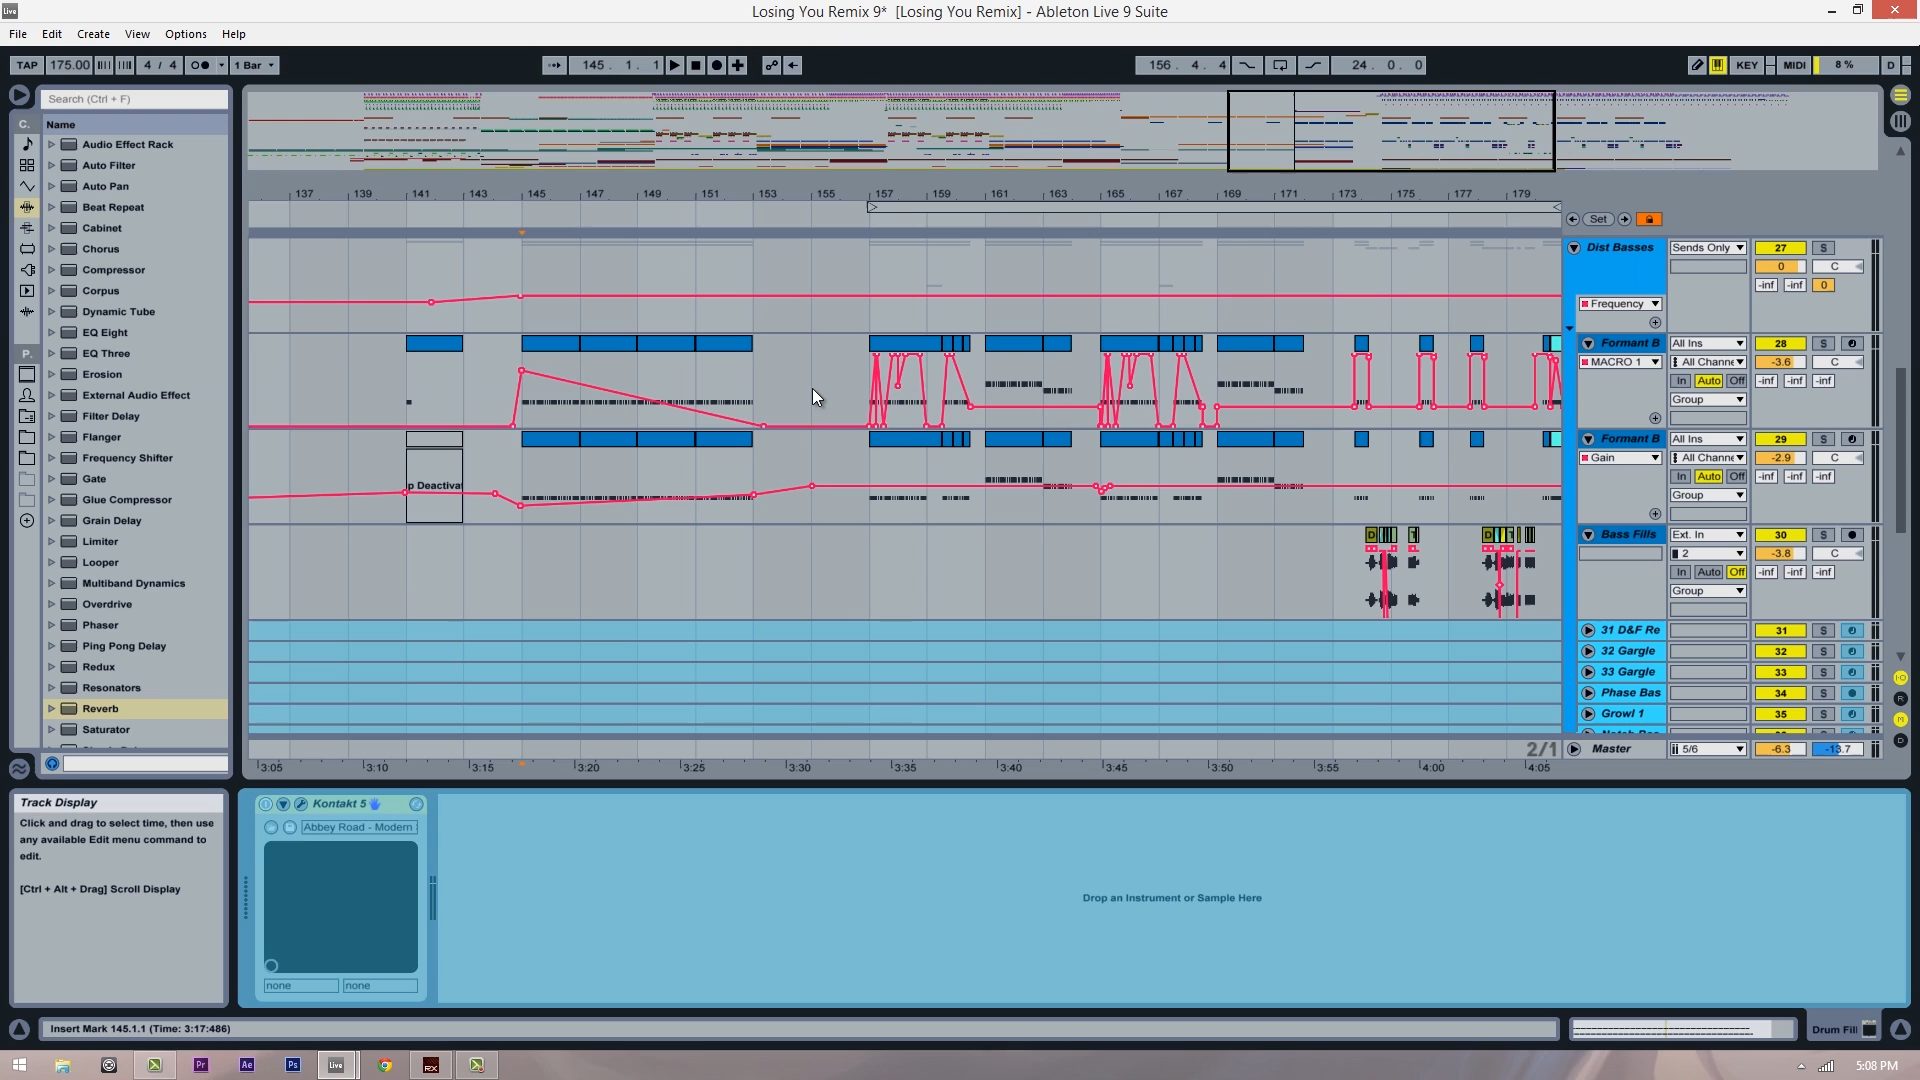 Live
Losing You Remix 9*  [Losing You Remix] - Ableton Live 9 Suite
File Edit Create View Options Help
TAP 175.00 4 / 4 1 Bar
145 . 1 . 1
156 . 4 . 4
24 . 0 . 0
KEY MIDI 8 % D
Search (Ctrl + F)
C.
Name
Audio Effect Rack
Auto Filter
Auto Pan
Beat Repeat
Cabinet
Chorus
Compressor
Corpus
Dynamic Tube
EQ Eight
P.
EQ Three
Erosion
External Audio Effect
Filter Delay
Flanger
Frequency Shifter
Gate
Glue Compressor
Grain Delay
Limiter
Looper
Multiband Dynamics
Overdrive
Phaser
Ping Pong Delay
Redux
Resonators
Reverb
Saturator
137 139 141 143 145 147 149 151 153 155 157 159 161 163 165 167 169 171 173 175 177 179
Set
Dist Basses Sends Only 27 S
0 C
-inf -inf 0
Frequency
Formant B All Ins 28 S
MACRO 1 All Channe -3.6 C
In Auto Off -inf -inf -inf
Group
Formant B All Ins 29 S
Gain All Channe -2.9 C
In Auto Off -inf -inf -inf
Group
p Deactivat
D D
Bass Fills Ext. In 30 S
2 -3.8 C
In Auto Off -inf -inf -inf
Group
31 D&F Re 31 S
32 Gargle 32 S
33 Gargle 33 S
Phase Bas 34 S
Growl 1 35 S
2/1
Master 5/6 -6.3 -13.7
3:05 3:10 3:15 3:20 3:25 3:30 3:35 3:40 3:45 3:50 3:55 4:00 4:05
I·O
R
M
D
Track Display
Click and drag to select time, then use
any available Edit menu command to
edit.
[Ctrl + Alt + Drag] Scroll Display
Kontakt 5
Abbey Road - Modern
none none
Drop an Instrument or Sample Here
Insert Mark 145.1.1 (Time: 3:17:486)
Drum Fill
Pr Ae Ps Live RX
5:08 PM